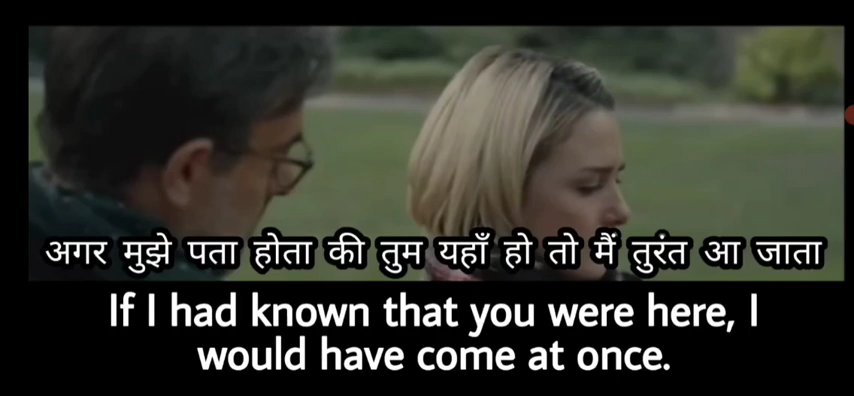 अगर मुझे पता होता की तुम यहाँ हो तो मैं तुरंत आ जाता
If I had known that you were here, I
would have come at once.